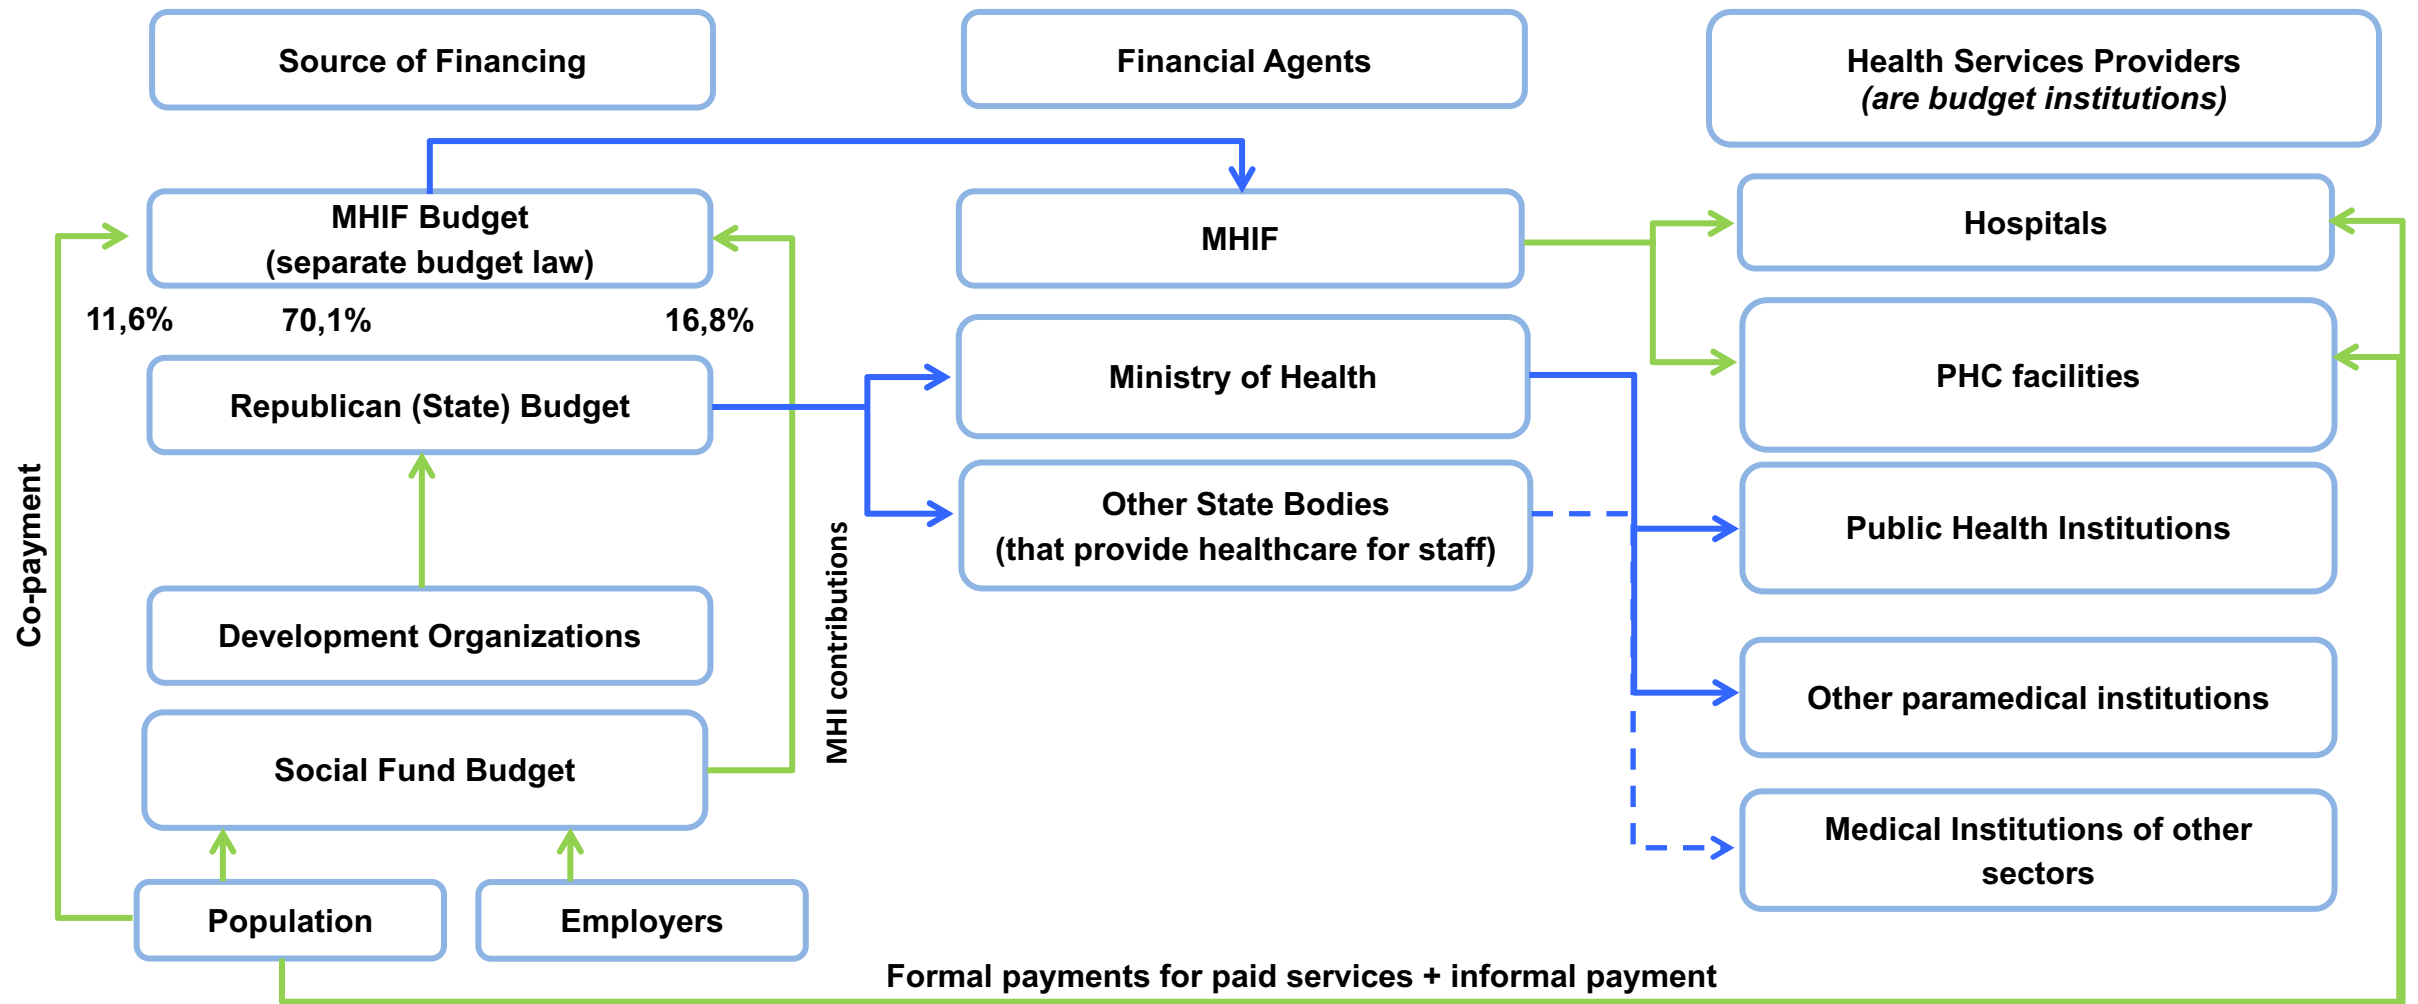 Source of Financing
Financial Agents
Health Services Providers
(are budget institutions)
MHIF Budget
(separate budget law)
MHIF
Hospitals
11,6%
70,1%
16,8%
Republican (State) Budget
Ministry of Health
PHC facilities
Co-payment
MHI contributions
Other State Bodies
(that provide healthcare for staff)
Public Health Institutions
Development Organizations
Other paramedical institutions
Social Fund Budget
Medical Institutions of other
sectors
Population
Employers
Formal payments for paid services + informal payment